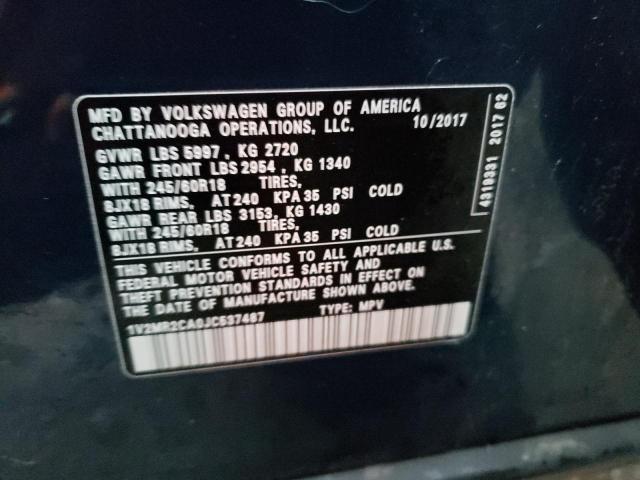 MFD BY VOLKSWAGEN GROUP OF AMERICA
CHATTANOOGA OPERATIONS, LLC. 10/2017
GVWR LBS 5997, KG 2720
GAWR FRONT LBS 2954, KG 1340
WITH 245/60R18 TIRES,
8JX18 RIMS, AT 240 KPA 35 PSI COLD
GAWR REAR LBS 3153, KG 1430
WITH 245/60R18 TIRES,
8JX18 RIMS, AT 240 KPA 35 PSI COLD
THIS VEHICLE CONFORMS TO ALL APPLICABLE U.S.
FEDERAL MOTOR VEHICLE SAFETY AND
THEFT PREVENTION STANDARDS IN EFFECT ON
THE DATE OF MANUFACTURE SHOWN ABOVE.
1V2MR2CA9JC537487 TYPE: MPV
4319331 2017 62